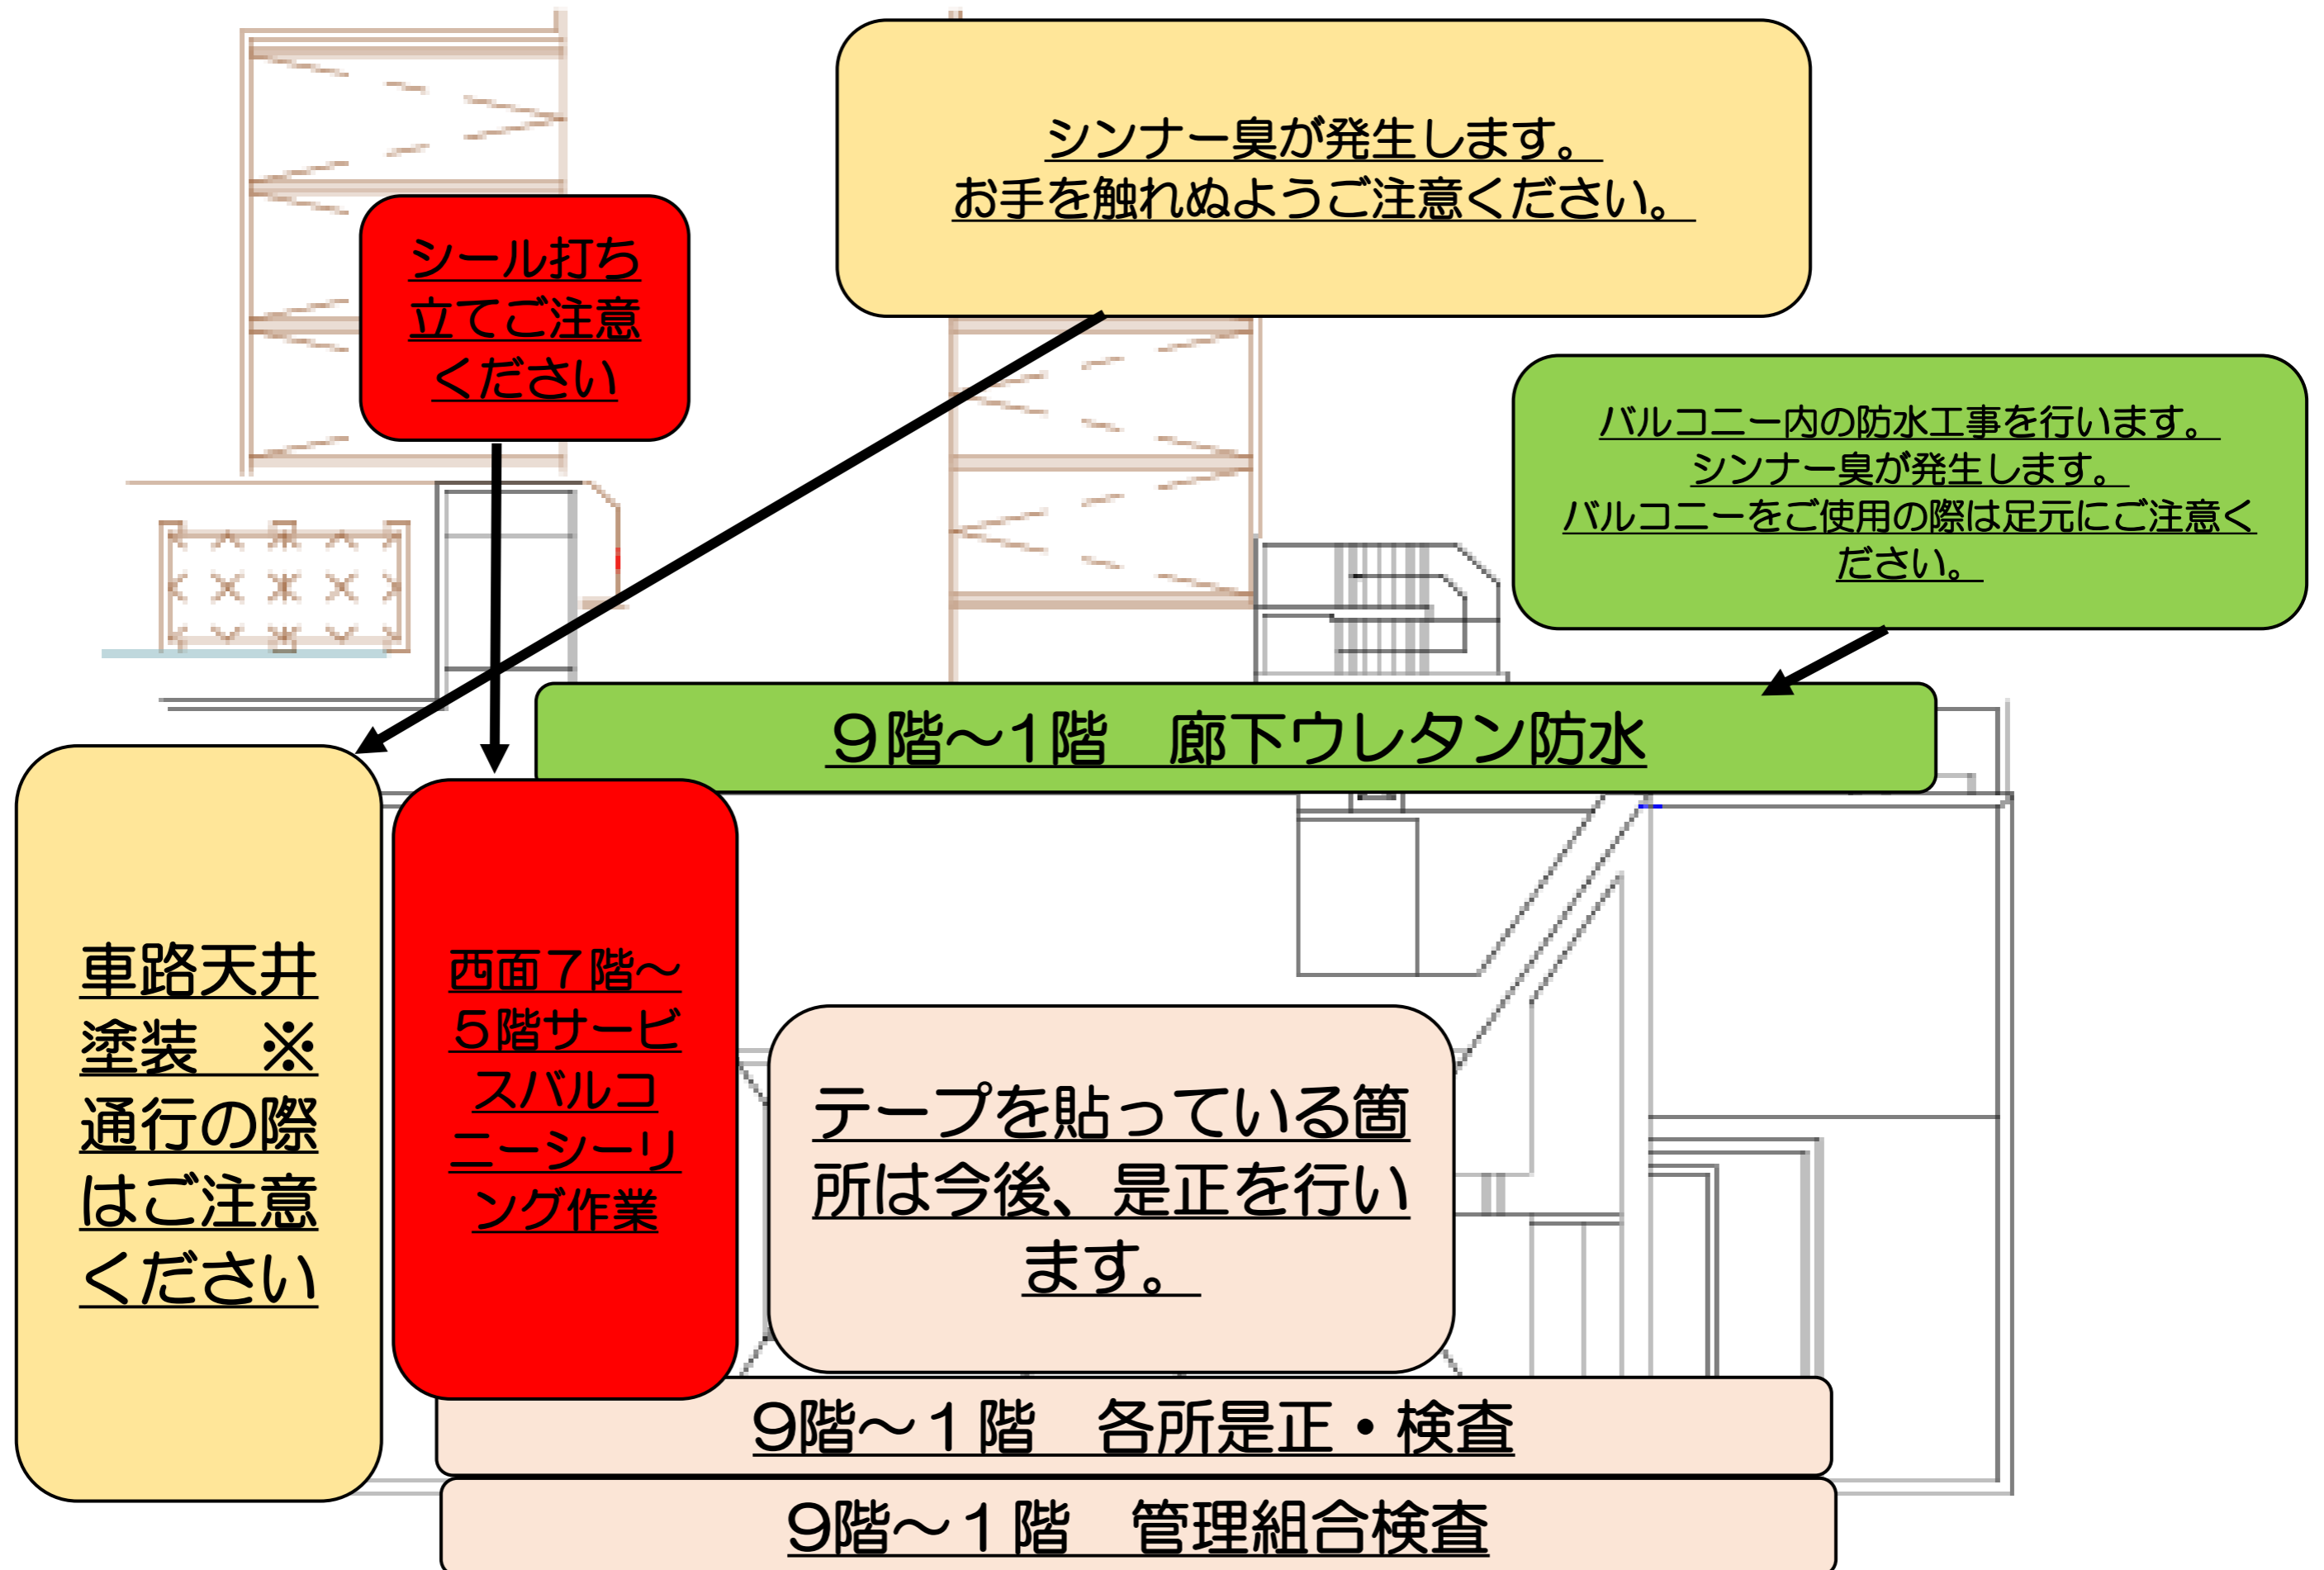 シンナー臭が発生します。
お手を触れぬようご注意ください。
シール打ち
立てご注意
ください
バルコニー内の防水工事を行います。
シンナー臭が発生します。
バルコニーをご使用の際は足元にご注意く
ださい。
９階～1階　廊下ウレタン防水
車路天井
塗装　※
通行の際
はご注意
ください
西面７階～
５階サービ
スバルコ
ニーシーリ
ング作業
テープを貼っている箇
所は今後、是正を行い
ます。
９階～１階　各所是正・検査
９階～１階　管理組合検査